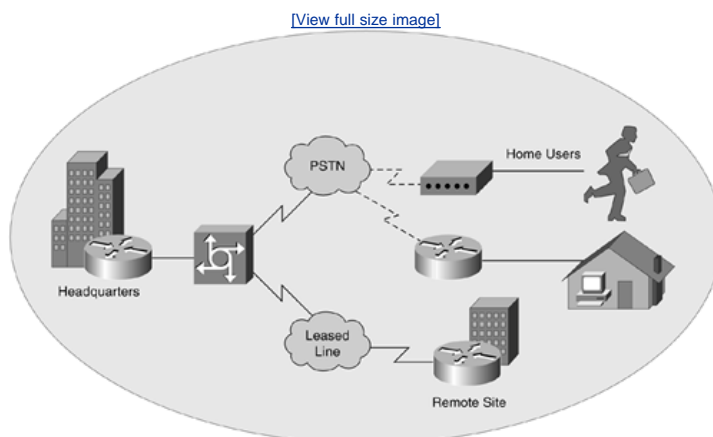 [View full size image]
PSTN
Home Users
Headquarters
Leased
Line
Remote Site